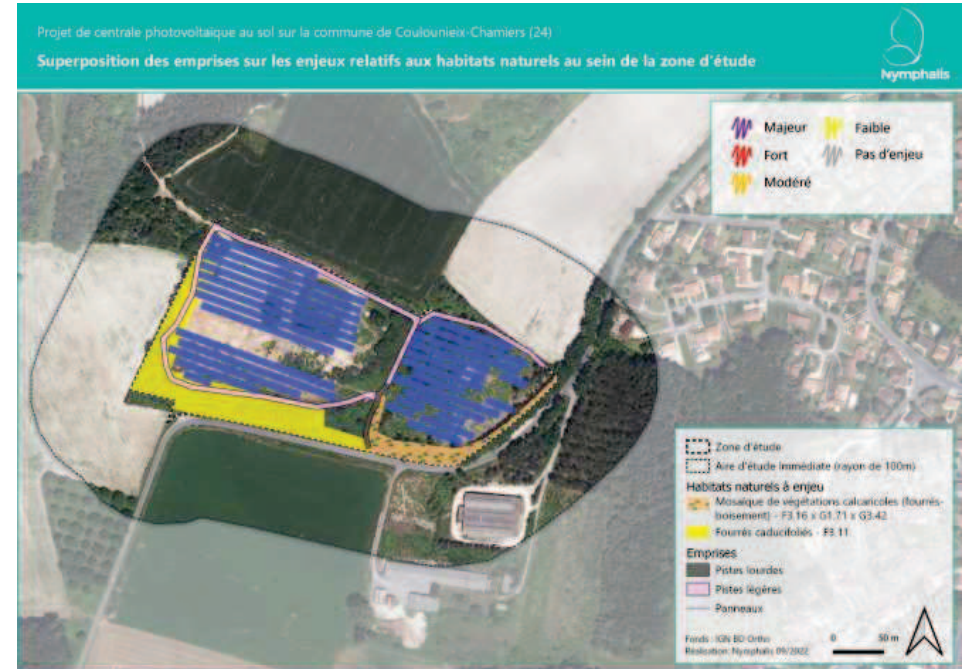 Projet de centrale photovoltaïque au sol sur la commune de Coulounieix-Chamiers (24)
Superposition des emprises sur les enjeux relatifs aux habitats naturels au sein de la zone d'étude
Nymphalis
Majeur
Faible
Fort
Pas d'enjeu
Modéré
Zone d'étude
Aire d'étude immédiate (rayon de 100m)
Habitats naturels à enjeu
Mosaïque de végétations calcaricoles (fourrés-
boisement) - F3.16 x G1.71 x G3.42
Fourrés caducifoliés - F3.11
Emprises
Pistes lourdes
Pistes légères
Panneaux
Fonds : IGN BD Ortho
Réalisation: Nymphalis 09/2022
0 50 m